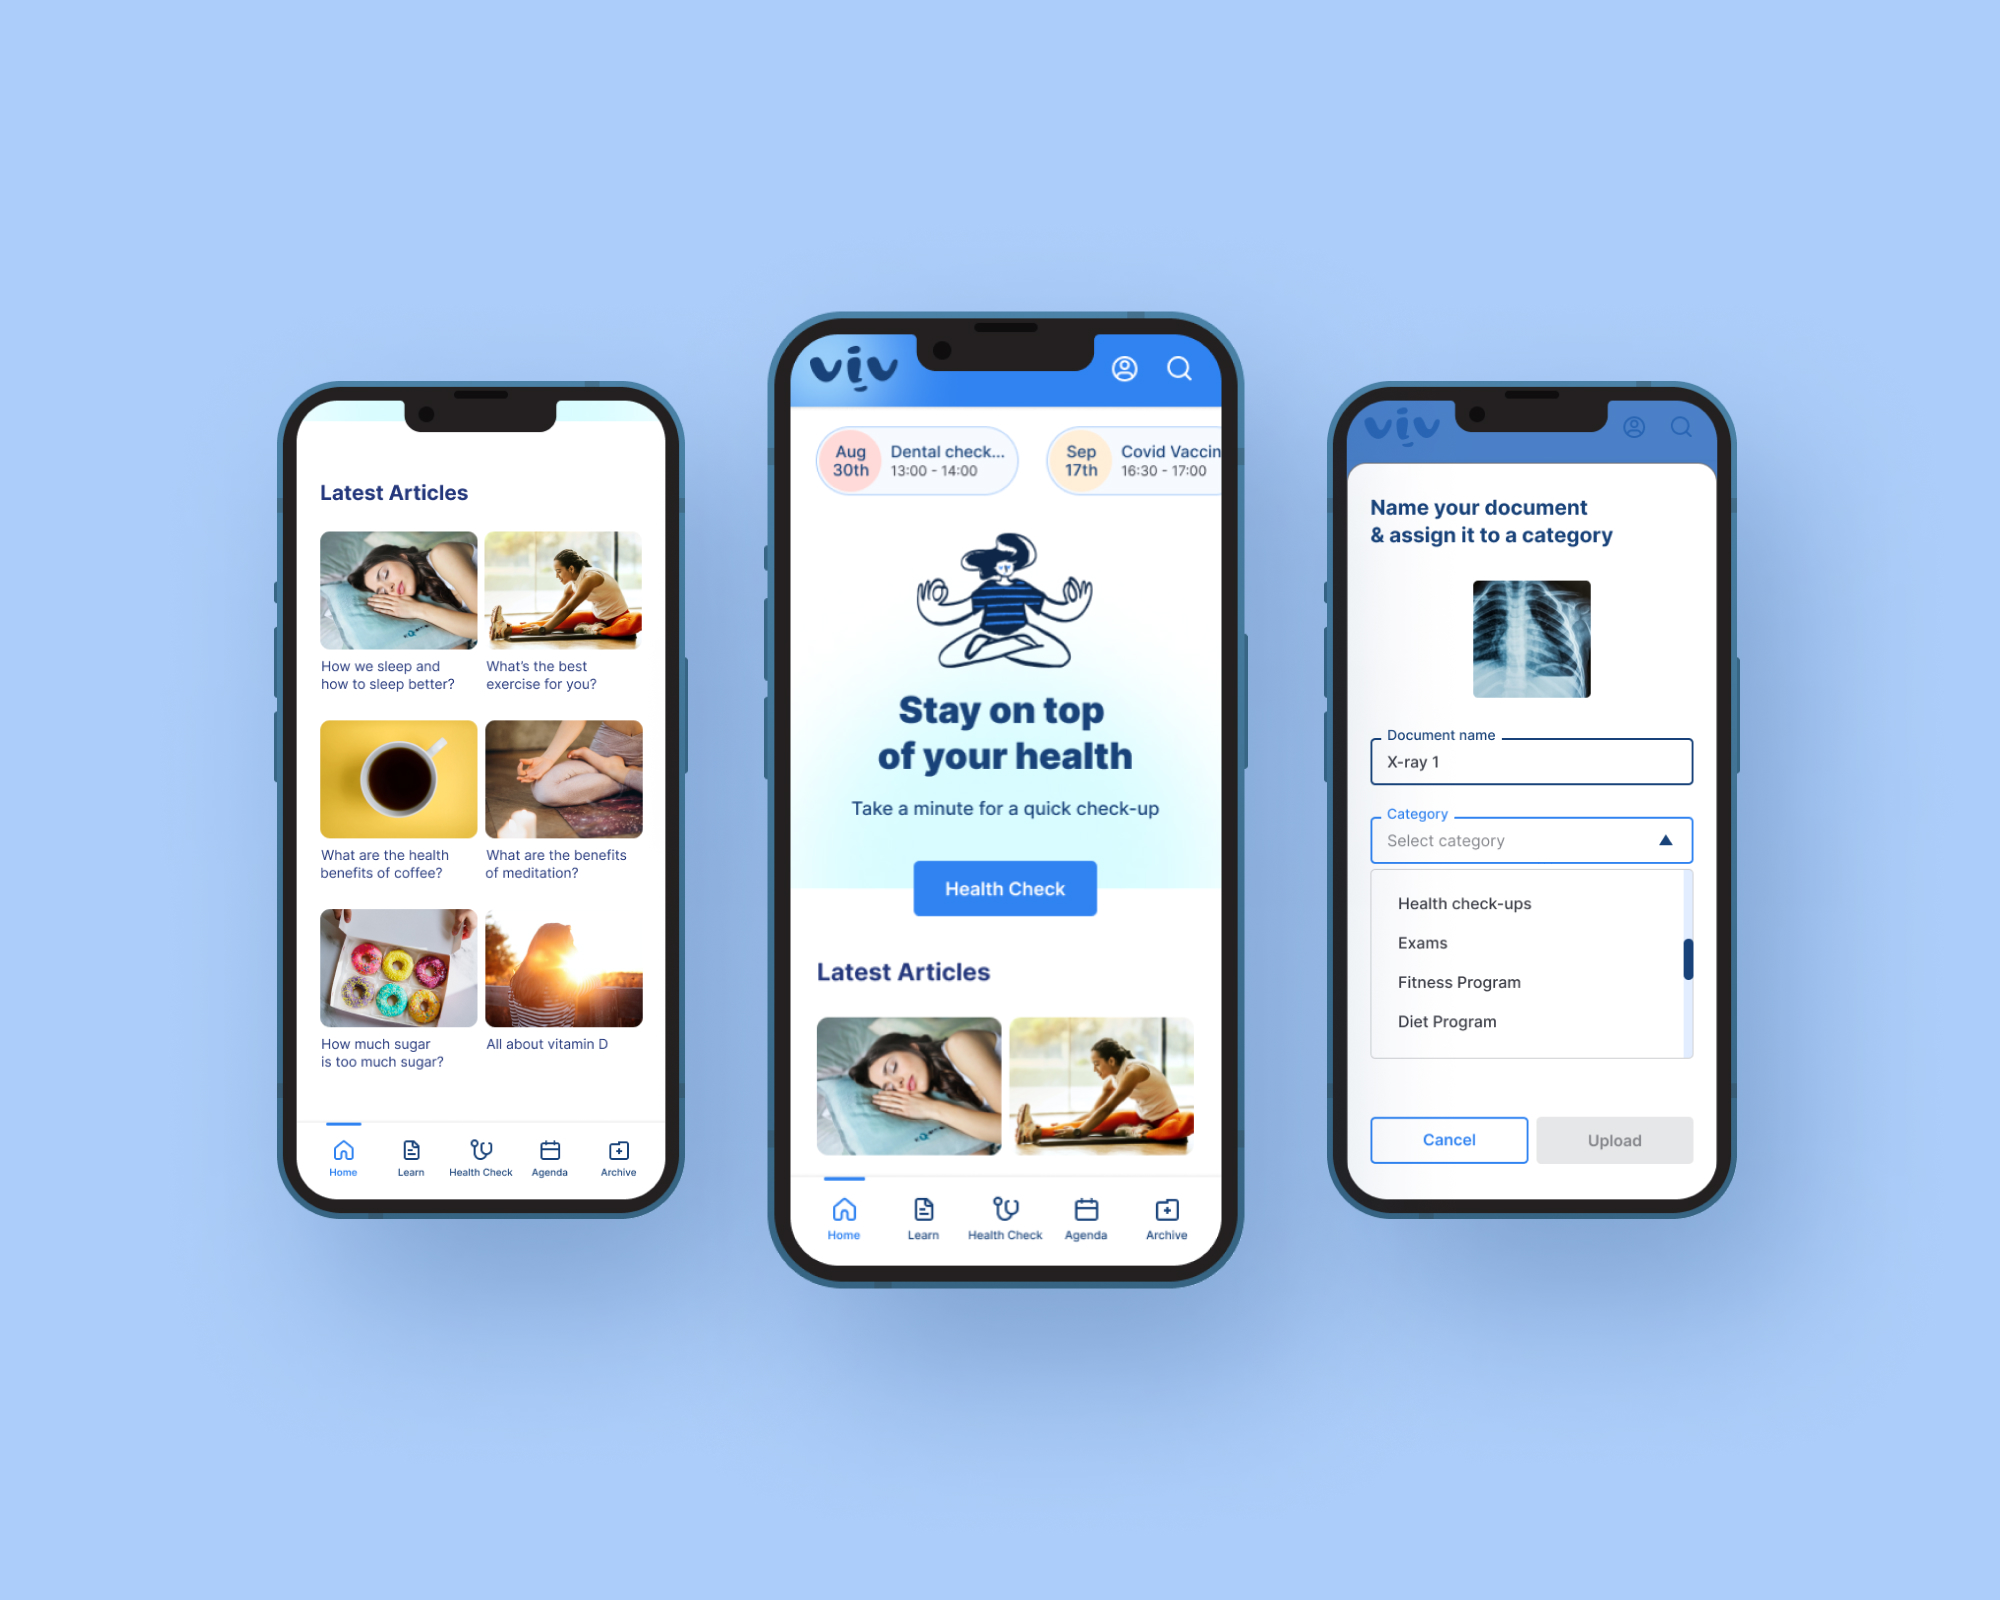 Latest Articles
How we sleep and
how to sleep better?
What's the best
exercise for you?
What are the health
benefits of coffee?
What are the benefits
of meditation?
How much sugar
is too much sugar?
All about vitamin D
Home
Learn
Health Check
Agenda
Archive
viv
Aug
30th
Dental check...
13:00 - 14:00
Sep
17th
Covid Vaccin
16:30 - 17:00
Stay on top
of your health
Take a minute for a quick check-up
Health Check
Latest Articles
Home
Learn
Health Check
Agenda
Archive
viv
Name your document
& assign it to a category
Document name
X-ray 1
Category
Select category
Health check-ups
Exams
Fitness Program
Diet Program
Cancel
Upload